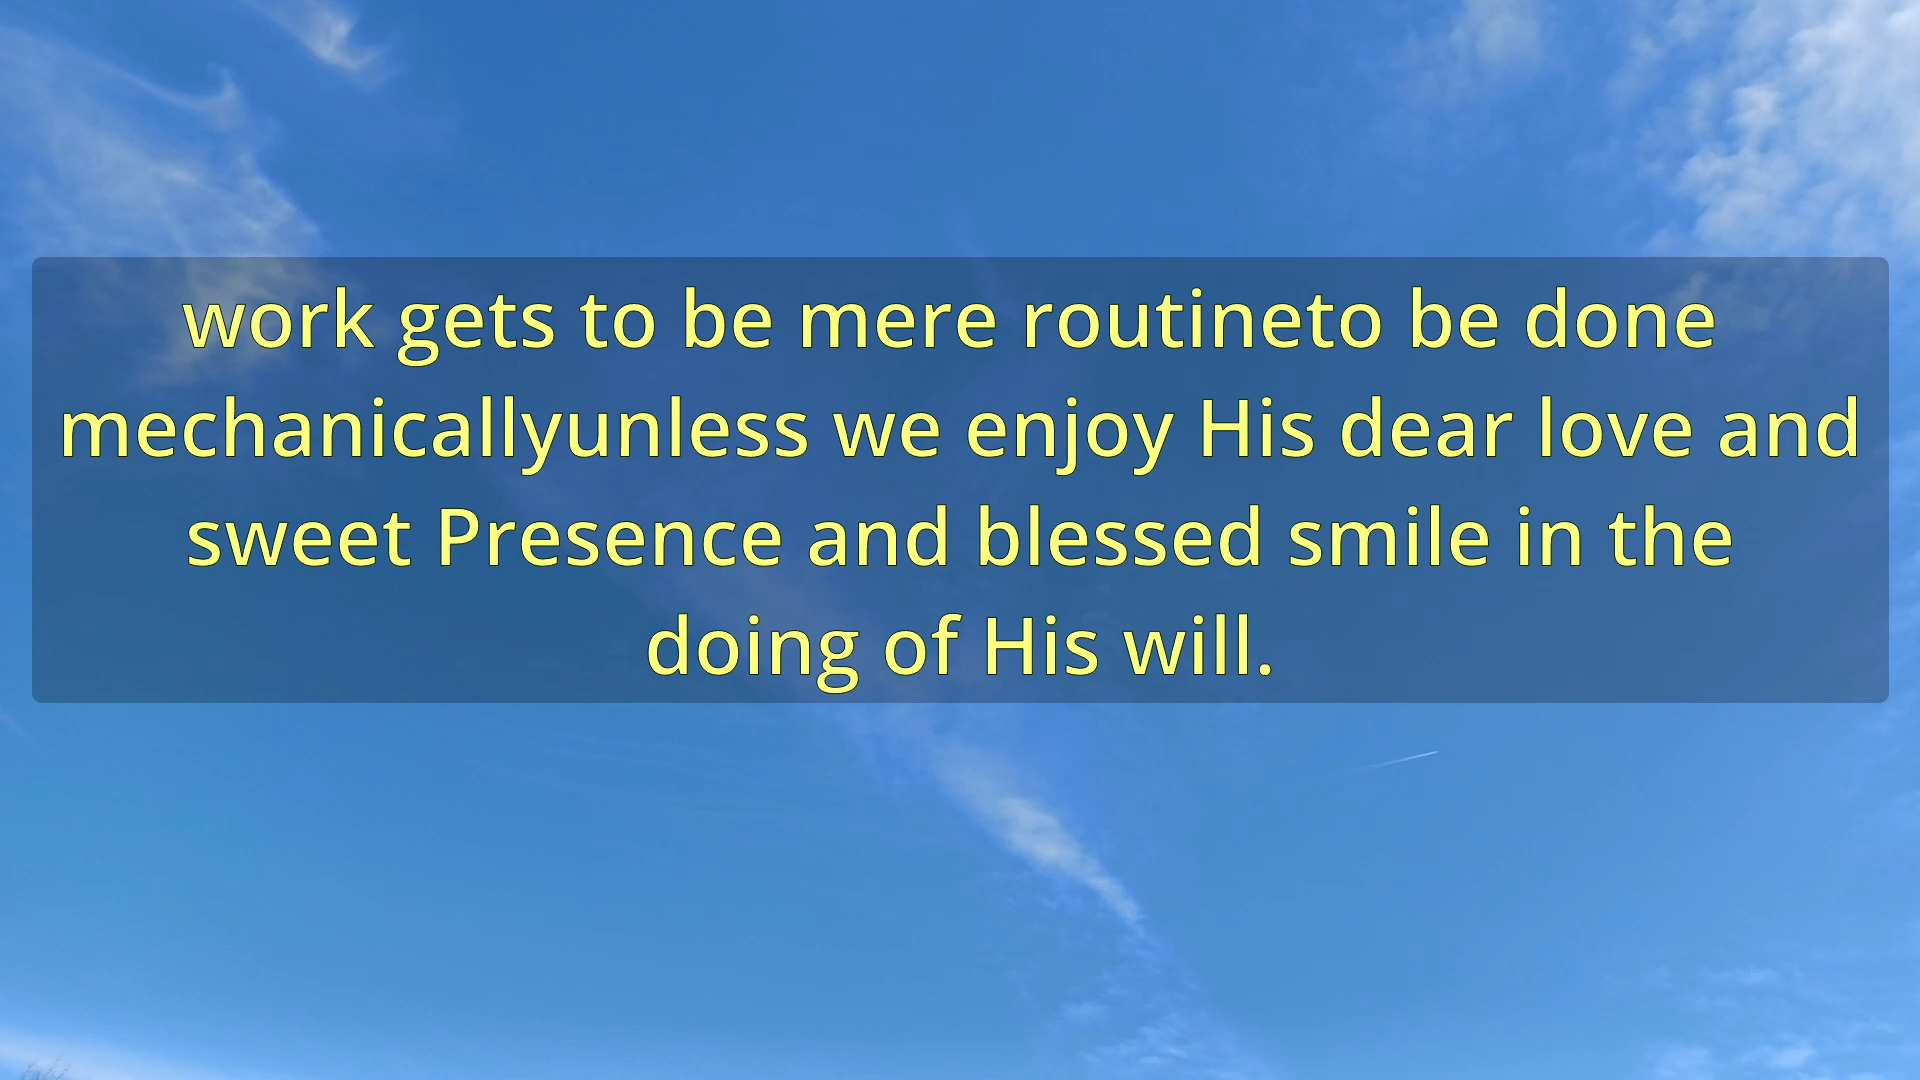 work gets to be mere routineto be done
mechanicallyunless we enjoy His dear love and
sweet Presence and blessed smile in the
doing of His will.